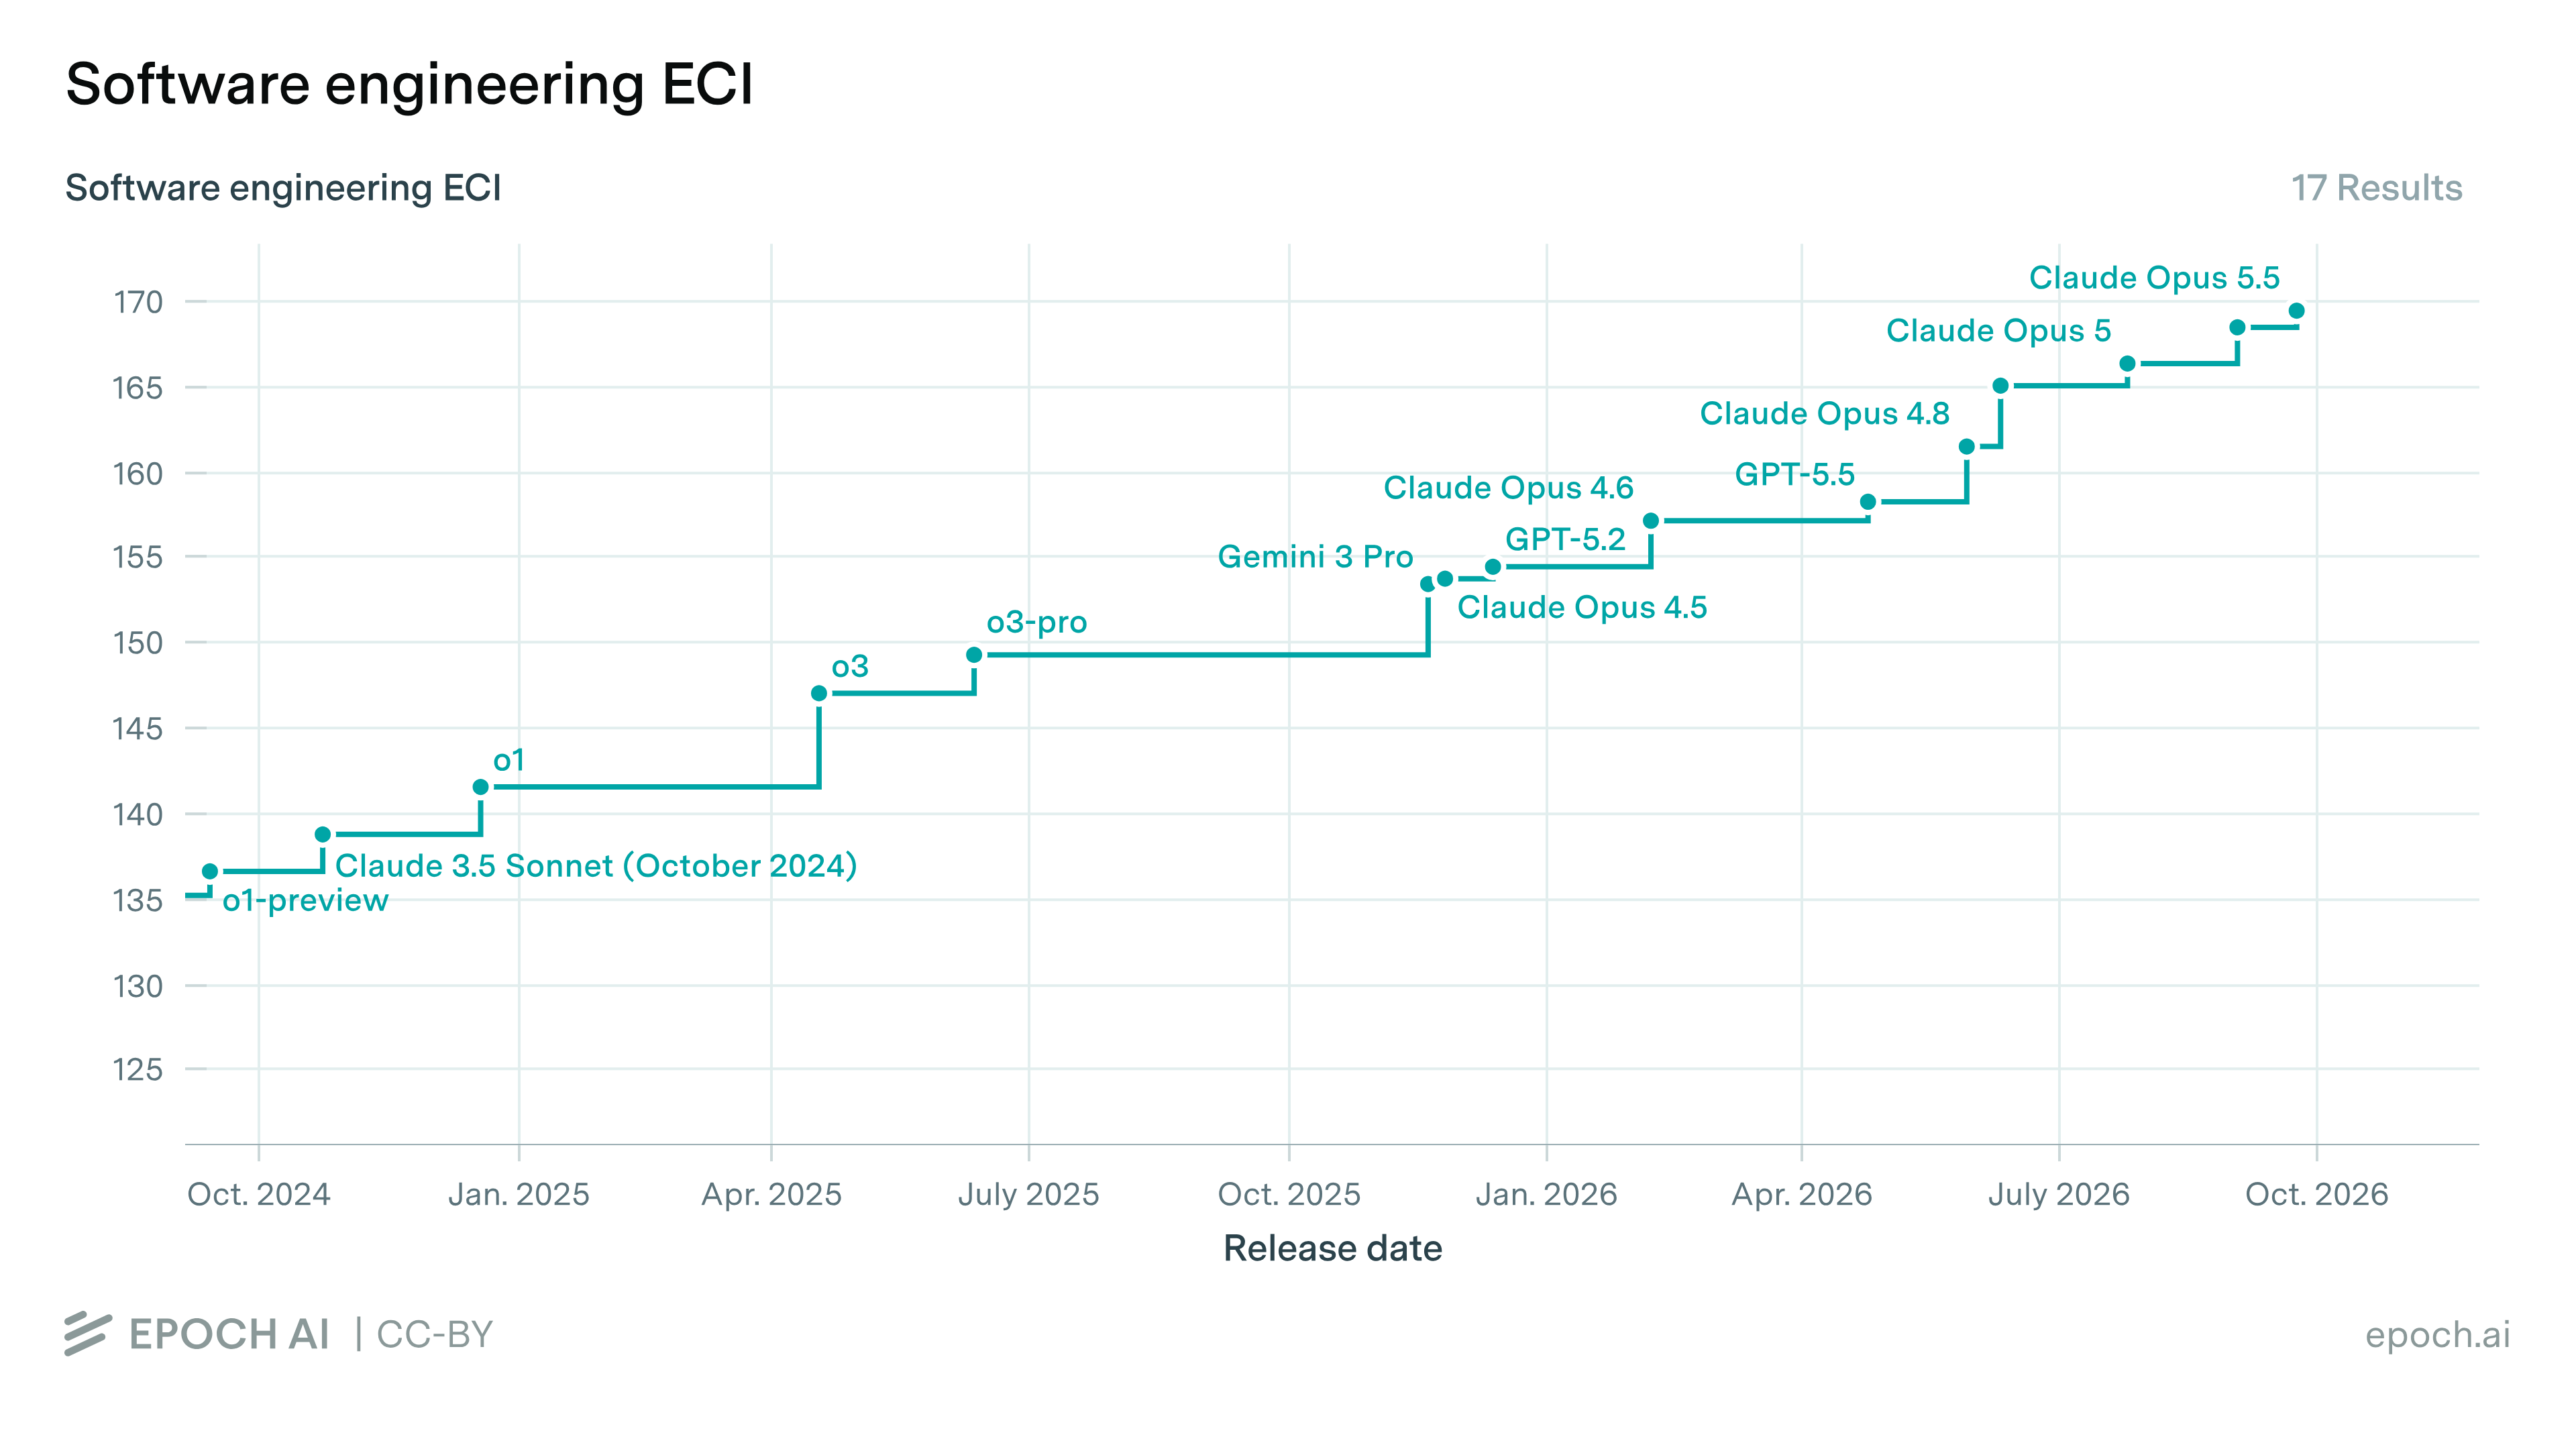 Software engineering ECI
Software engineering ECI
17 Results
Claude Opus 5.5
170
Claude Opus 5
165
Claude Opus 4.8
160
GPT-5.5
Claude Opus 4.6
GPT-5.2
155
Gemini 3 Pro
Claude Opus 4.5
150
o3-pro
o3
145
o1
140
Claude 3.5 Sonnet (October 2024)
135
o1-preview
130
125
Oct. 2024
Jan. 2025
Apr. 2025
July 2025
Oct. 2025
Jan. 2026
Apr. 2026
July 2026
Oct. 2026
Release date
EPOCH AI | CC-BY
epoch.ai